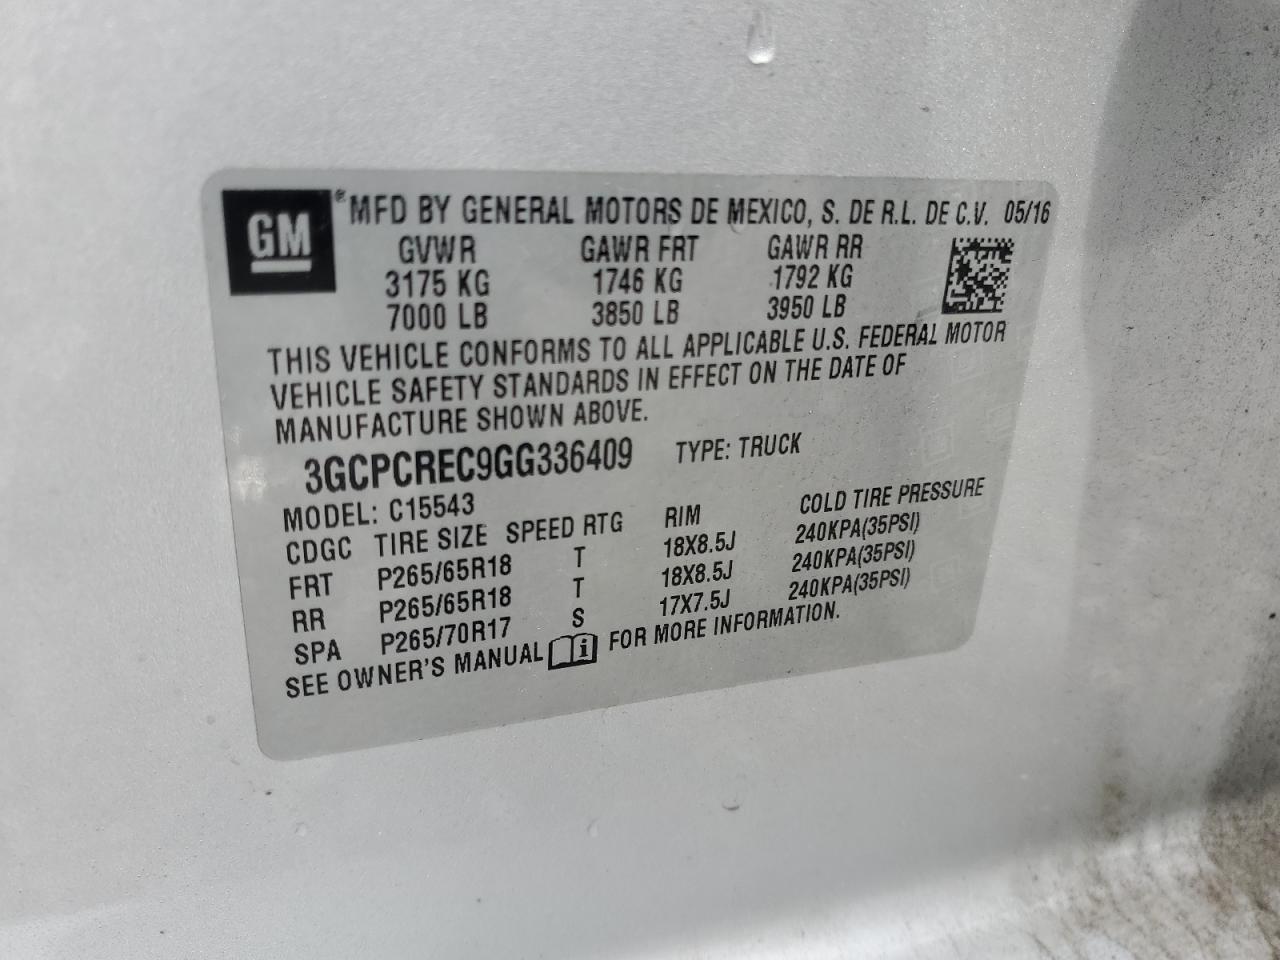 GM ® MFD BY GENERAL MOTORS DE MEXICO, S. DE R.L. DE C.V. 05/16
GVWR GAWR FRT GAWR RR
3175 KG 1746 KG 1792 KG
7000 LB 3850 LB 3950 LB
THIS VEHICLE CONFORMS TO ALL APPLICABLE U.S. FEDERAL MOTOR
VEHICLE SAFETY STANDARDS IN EFFECT ON THE DATE OF
MANUFACTURE SHOWN ABOVE.
3GCPCREC9GG336409 TYPE: TRUCK
MODEL: C15543
CDGC TIRE SIZE SPEED RTG RIM COLD TIRE PRESSURE
FRT P265/65R18 T 18X8.5J 240KPA(35PSI)
RR P265/65R18 T 18X8.5J 240KPA(35PSI)
SPA P265/70R17 S 17X7.5J 240KPA(35PSI)
SEE OWNER'S MANUAL i FOR MORE INFORMATION.